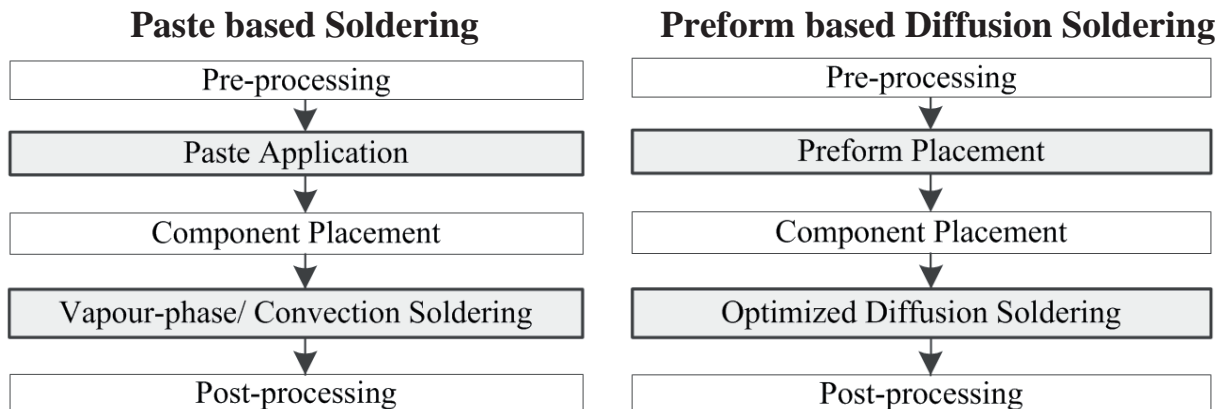 Paste based Soldering
Pre-processing
Paste Application
Component Placement
Vapour-phase/ Convection Soldering
Post-processing
Preform based Diffusion Soldering
Pre-processing
Preform Placement
Component Placement
Optimized Diffusion Soldering
Post-processing